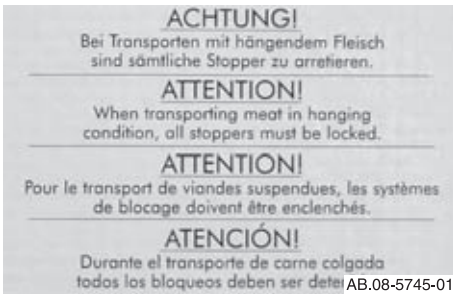 ACHTUNG!
Bei Transporten mit hängendem Fleisch
sind sämtliche Stopper zu arretieren.
ATTENTION!
When transporting meat in hanging
condition, all stoppers must be locked.
ATTENTION!
Pour le transport de viandes suspendues, les systèmes
de blocage doivent être enclenchés.
ATENCIÓN!
Durante el transporte de carne colgada
todos los bloqueos deben ser
AB.08-5745-01